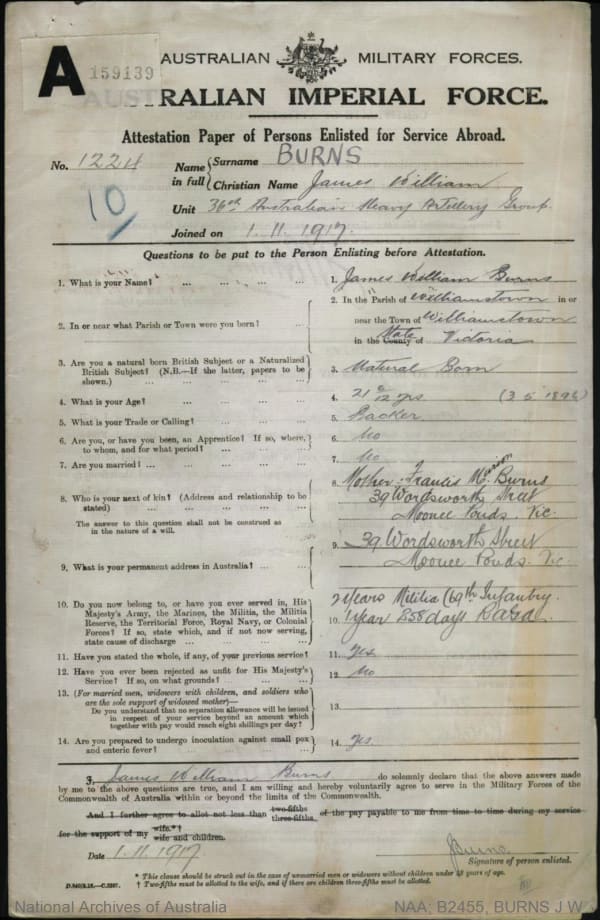 A 159139
AUSTRALIAN MILITARY FORCES.
AUSTRALIAN IMPERIAL FORCE.
Attestation Paper of Persons Enlisted for Service Abroad.
No. 1224
Name in full { Surname BURNS
Christian Name James William
10
Unit 36th Australian Heavy Artillery Group.
Joined on 1.11.1917.
Questions to be put to the Person Enlisting before Attestation.
1. What is your Name? ... ... ... ...
1. James William Burns
2. In or near what Parish or Town were you born? ...
2. In the Parish of Williamstown in or
near the Town of Williamstown
in the County of State Victoria
3. Are you a natural born British Subject or a Naturalized
British Subject? (N.B.—If the latter, papers to be
shown.) ... ... ... ...
3. Natural Born
4. What is your Age? ... ... ... ...
4. 21 6/12 yrs (3 5 1896)
5. What is your Trade or Calling? ... ... ...
5. Packer
6. Are you, or have you been, an Apprentice? If so, where,
to whom, and for what period? ... ... ...
6. No
7. Are you married? ... ... ... ...
7. No
8. Who is your next of kin? (Address and relationship to be
stated) ... ... ... ...
The answer to this question shall not be construed as
in the nature of a will.
8. Mother: Francis Marion Burns
39 Wordsworth Street
Moonee Ponds. Vic.
9. What is your permanent address in Australia? ...
9. 39 Wordsworth Street
Moonee Ponds. Vic
10. Do you now belong to, or have you ever served in, His
Majesty's Army, the Marines, the Militia, the Militia
Reserve, the Territorial Force, Royal Navy, or Colonial
Forces? If so, state which, and if not now serving,
state cause of discharge ... ... ...
2 years Militia (69th Infantry.
10. 1 year 258 days RAGA
11. Have you stated the whole, if any, of your previous service?
11. Yes
12. Have you ever been rejected as unfit for His Majesty's
Service? If so, on what grounds? ... ...
12. No
13. (For married men, widowers with children, and soldiers who
are the sole support of widowed mother)—
Do you understand that no separation allowance will be issued
in respect of your service beyond an amount which
together with pay would reach eight shillings per day?
13.
14. Are you prepared to undergo inoculation against small pox
and enteric fever? ... ... ...
14. Yes.
I, James William Burns do solemnly declare that the above answers made
by me to the above questions are true, and I am willing and hereby voluntarily agree to serve in the Military Forces of the
Commonwealth of Australia within or beyond the limits of the Commonwealth.
And I further agree to allot not less than two-fifths three-fifths of the pay payable to me from time to time during my service
for the support of my wife.*† wife and children.
Date 1.11.1917.
J Burns.
Signature of person enlisted.
* This clause should be struck out in the case of unmarried men or widowers without children under 18 years of age.
† Two-fifths must be allotted to the wife, and if there are children three-fifths must be allotted.
National Archives of Australia
NAA: B2455, BURNS J W